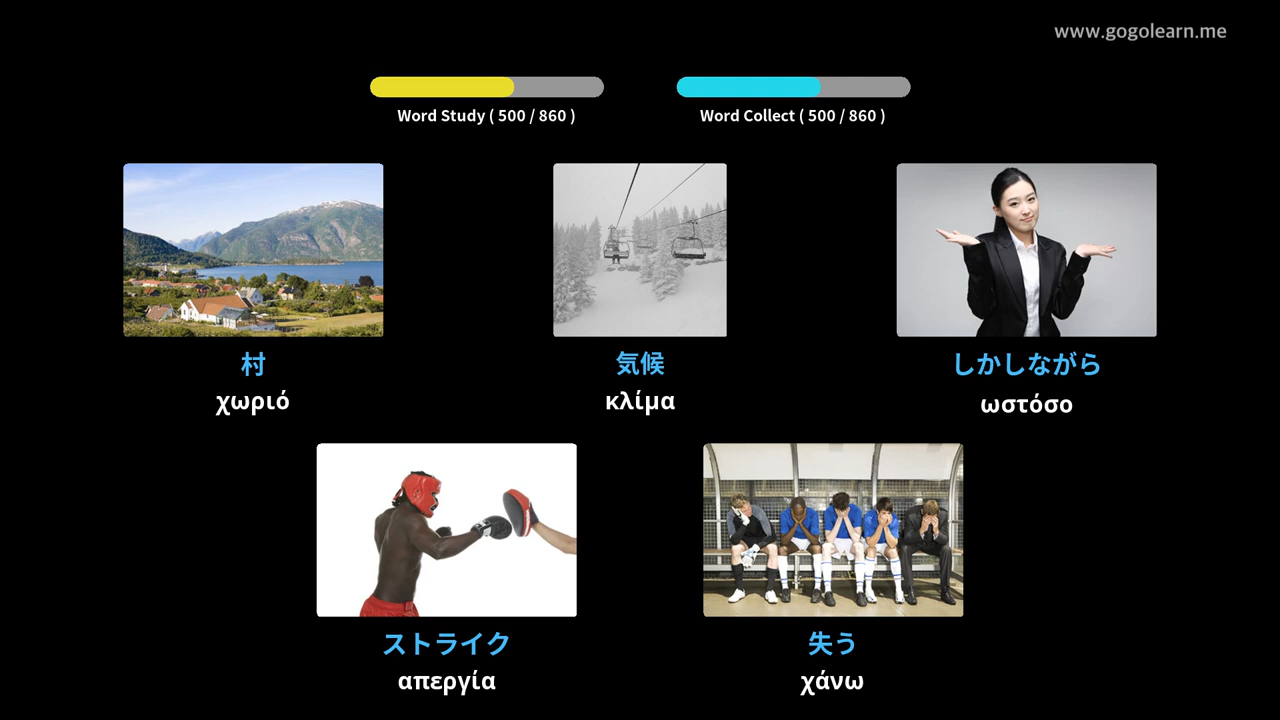 www.gogolearn.me
Word Study ( 500 / 860 )
Word Collect ( 500 / 860 )
村
χωριό
気候
κλίμα
しかしながら
ωστόσο
ストライク
απεργία
失う
χάνω